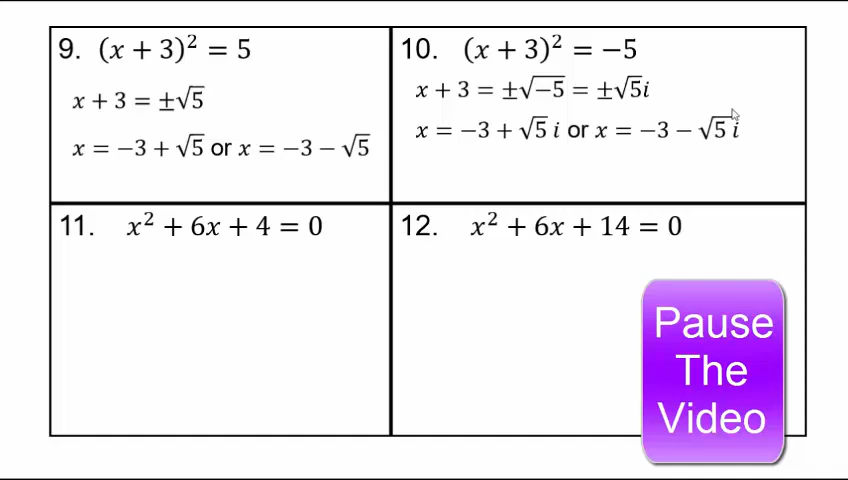 9. (x + 3)² = 5
x + 3 = ±√5
x = −3 + √5 or x = −3 − √5
10. (x + 3)² = −5
x + 3 = ±√−5 = ±√5i
x = −3 + √5 i or x = −3 − √5 i
11. x² + 6x + 4 = 0
12. x² + 6x + 14 = 0
Pause
The
Video